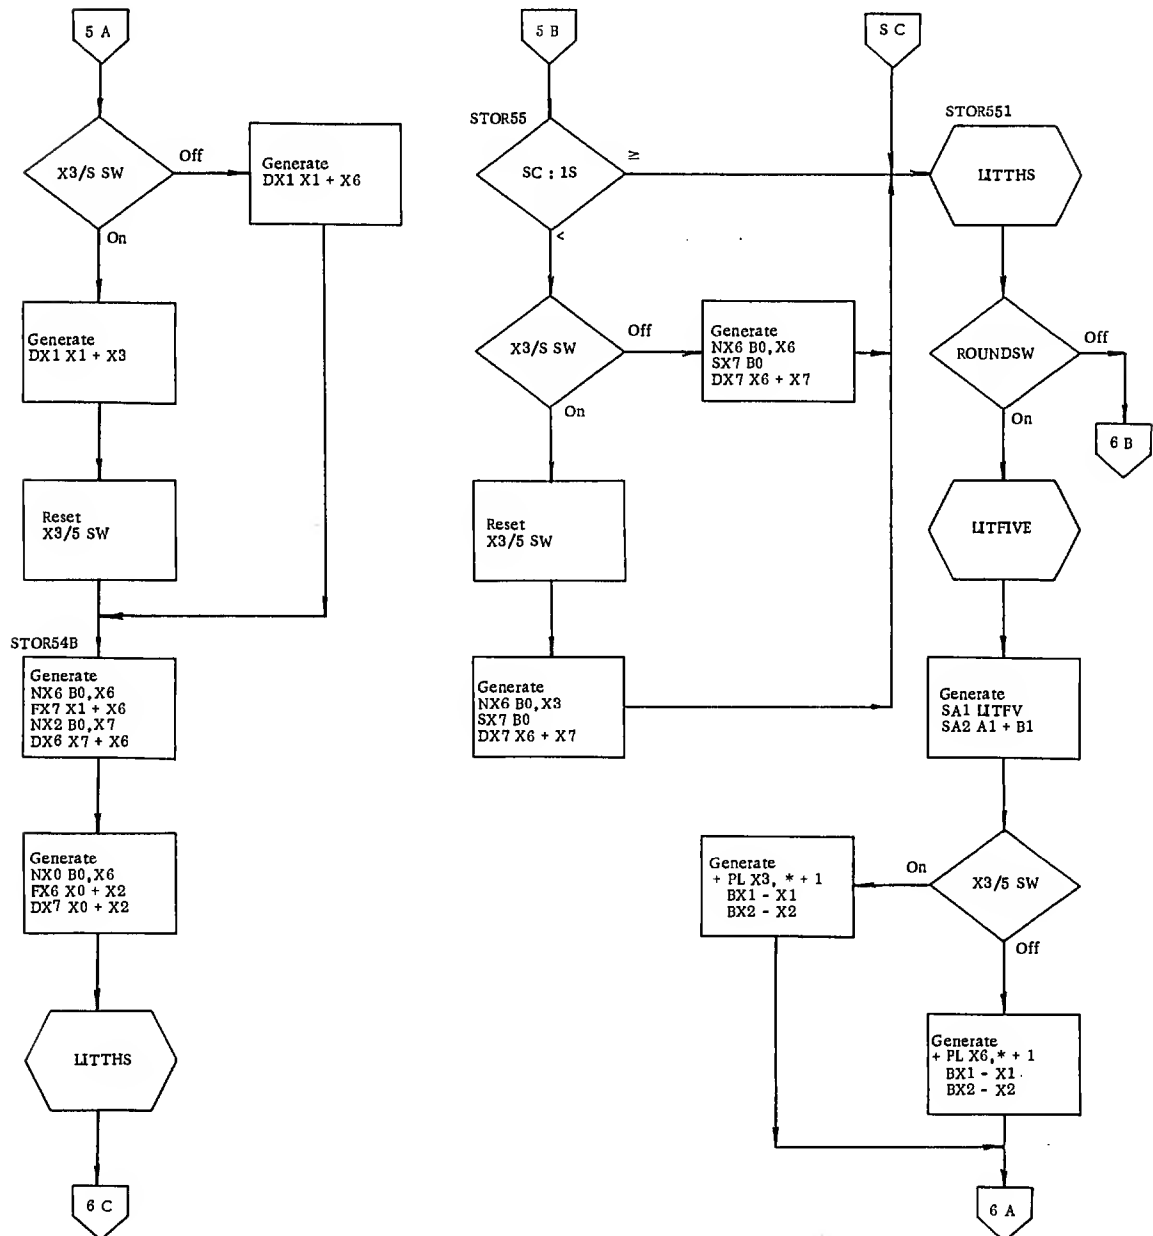 5 A
X3/S SW
Off
On
Generate
DX1 X1 + X6
Generate
DX1 X1 + X3
Reset
X3/5 SW
STOR54B
Generate
NX6 B0,X6
FX7 X1 + X6
NX2 B0,X7
DX6 X7 + X6
Generate
NX0 B0,X6
FX6 X0 + X2
DX7 X0 + X2
LITTHS
6 C
5 B
STOR55
SC : 1S
≥
<
X3/S SW
Off
On
Generate
NX6 B0,X6
SX7 B0
DX7 X6 + X7
Reset
X3/5 SW
Generate
NX6 B0,X3
SX7 B0
DX7 X6 + X7
S C
STOR551
LITTHS
ROUNDSW
Off
On
6 B
LITFIVE
Generate
SA1 LITFV
SA2 A1 + B1
X3/5 SW
On
Off
Generate
+ PL X3, * + 1
BX1 - X1
BX2 - X2
Generate
+ PL X6,* + 1
BX1 - X1
BX2 - X2
6 A